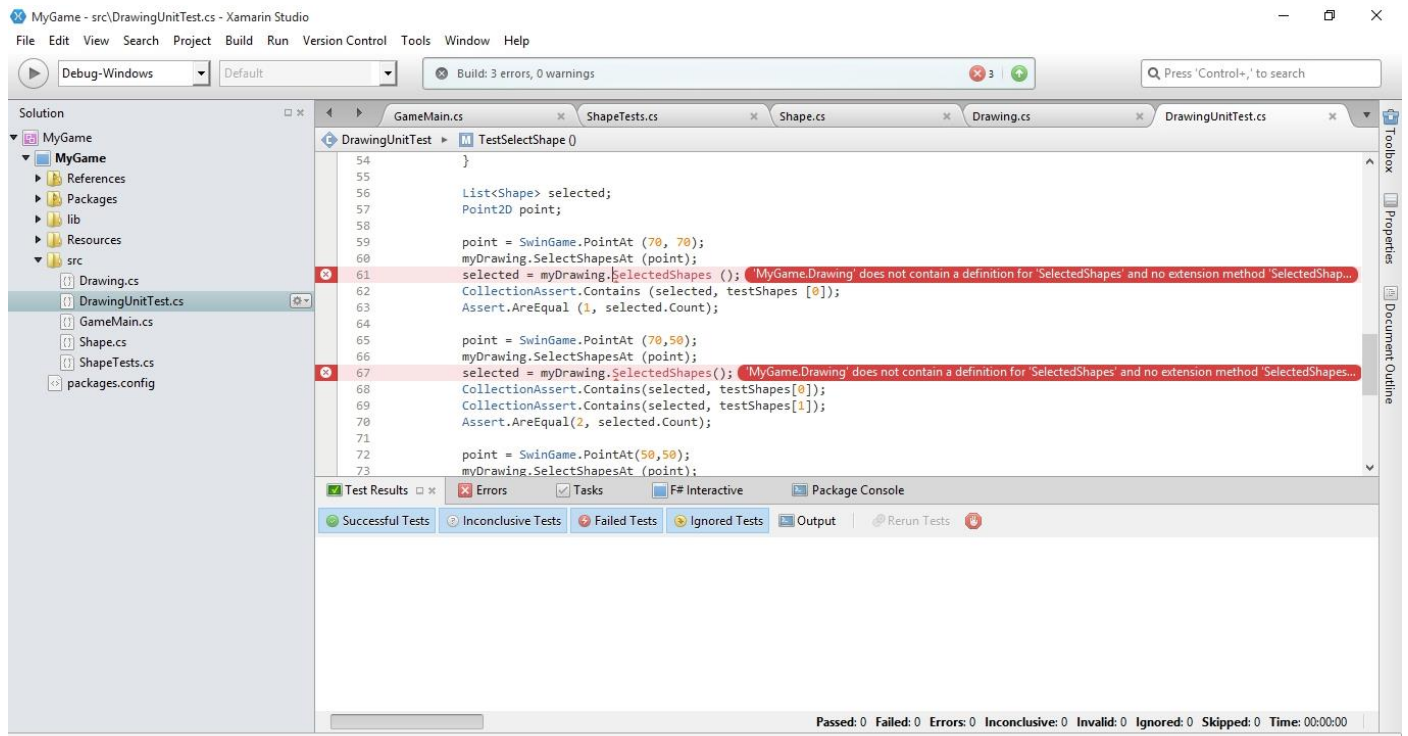 MyGame - src\DrawingUnitTest.cs - Xamarin Studio
File Edit View Search Project Build Run Version Control Tools Window Help
Debug-Windows Default Build: 3 errors, 0 warnings 3 Press 'Control+,' to search
Solution
MyGame
MyGame
References
Packages
lib
Resources
src
Drawing.cs
DrawingUnitTest.cs
GameMain.cs
Shape.cs
ShapeTests.cs
packages.config
GameMain.cs ShapeTests.cs Shape.cs Drawing.cs DrawingUnitTest.cs
DrawingUnitTest TestSelectShape ()
54 }
55
56 List<Shape> selected;
57 Point2D point;
58
59 point = SwinGame.PointAt (70, 70);
60 myDrawing.SelectShapesAt (point);
61 selected = myDrawing.SelectedShapes (); 'MyGame.Drawing' does not contain a definition for 'SelectedShapes' and no extension method 'SelectedShap...
62 CollectionAssert.Contains (selected, testShapes [0]);
63 Assert.AreEqual (1, selected.Count);
64
65 point = SwinGame.PointAt (70,50);
66 myDrawing.SelectShapesAt (point);
67 selected = myDrawing.SelectedShapes(); 'MyGame.Drawing' does not contain a definition for 'SelectedShapes' and no extension method 'SelectedShapes...
68 CollectionAssert.Contains(selected, testShapes[0]);
69 CollectionAssert.Contains(selected, testShapes[1]);
70 Assert.AreEqual(2, selected.Count);
71
72 point = SwinGame.PointAt(50,50);
73 myDrawing.SelectShapesAt (point);
Toolbox
Properties
Document Outline
Test Results Errors Tasks F# Interactive Package Console
Successful Tests Inconclusive Tests Failed Tests Ignored Tests Output Rerun Tests
Passed: 0 Failed: 0 Errors: 0 Inconclusive: 0 Invalid: 0 Ignored: 0 Skipped: 0 Time: 00:00:00